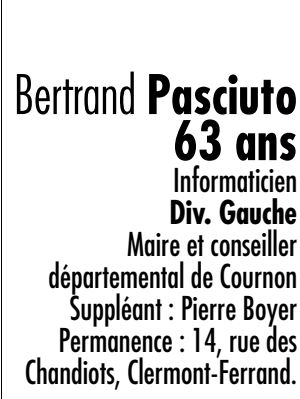 Bertrand Pasciuto
63 ans
Informaticien
Div. Gauche
Maire et conseiller
départemental de Cournon
Suppléant : Pierre Boyer
Permanence : 14, rue des
Chandiots, Clermont-Ferrand.